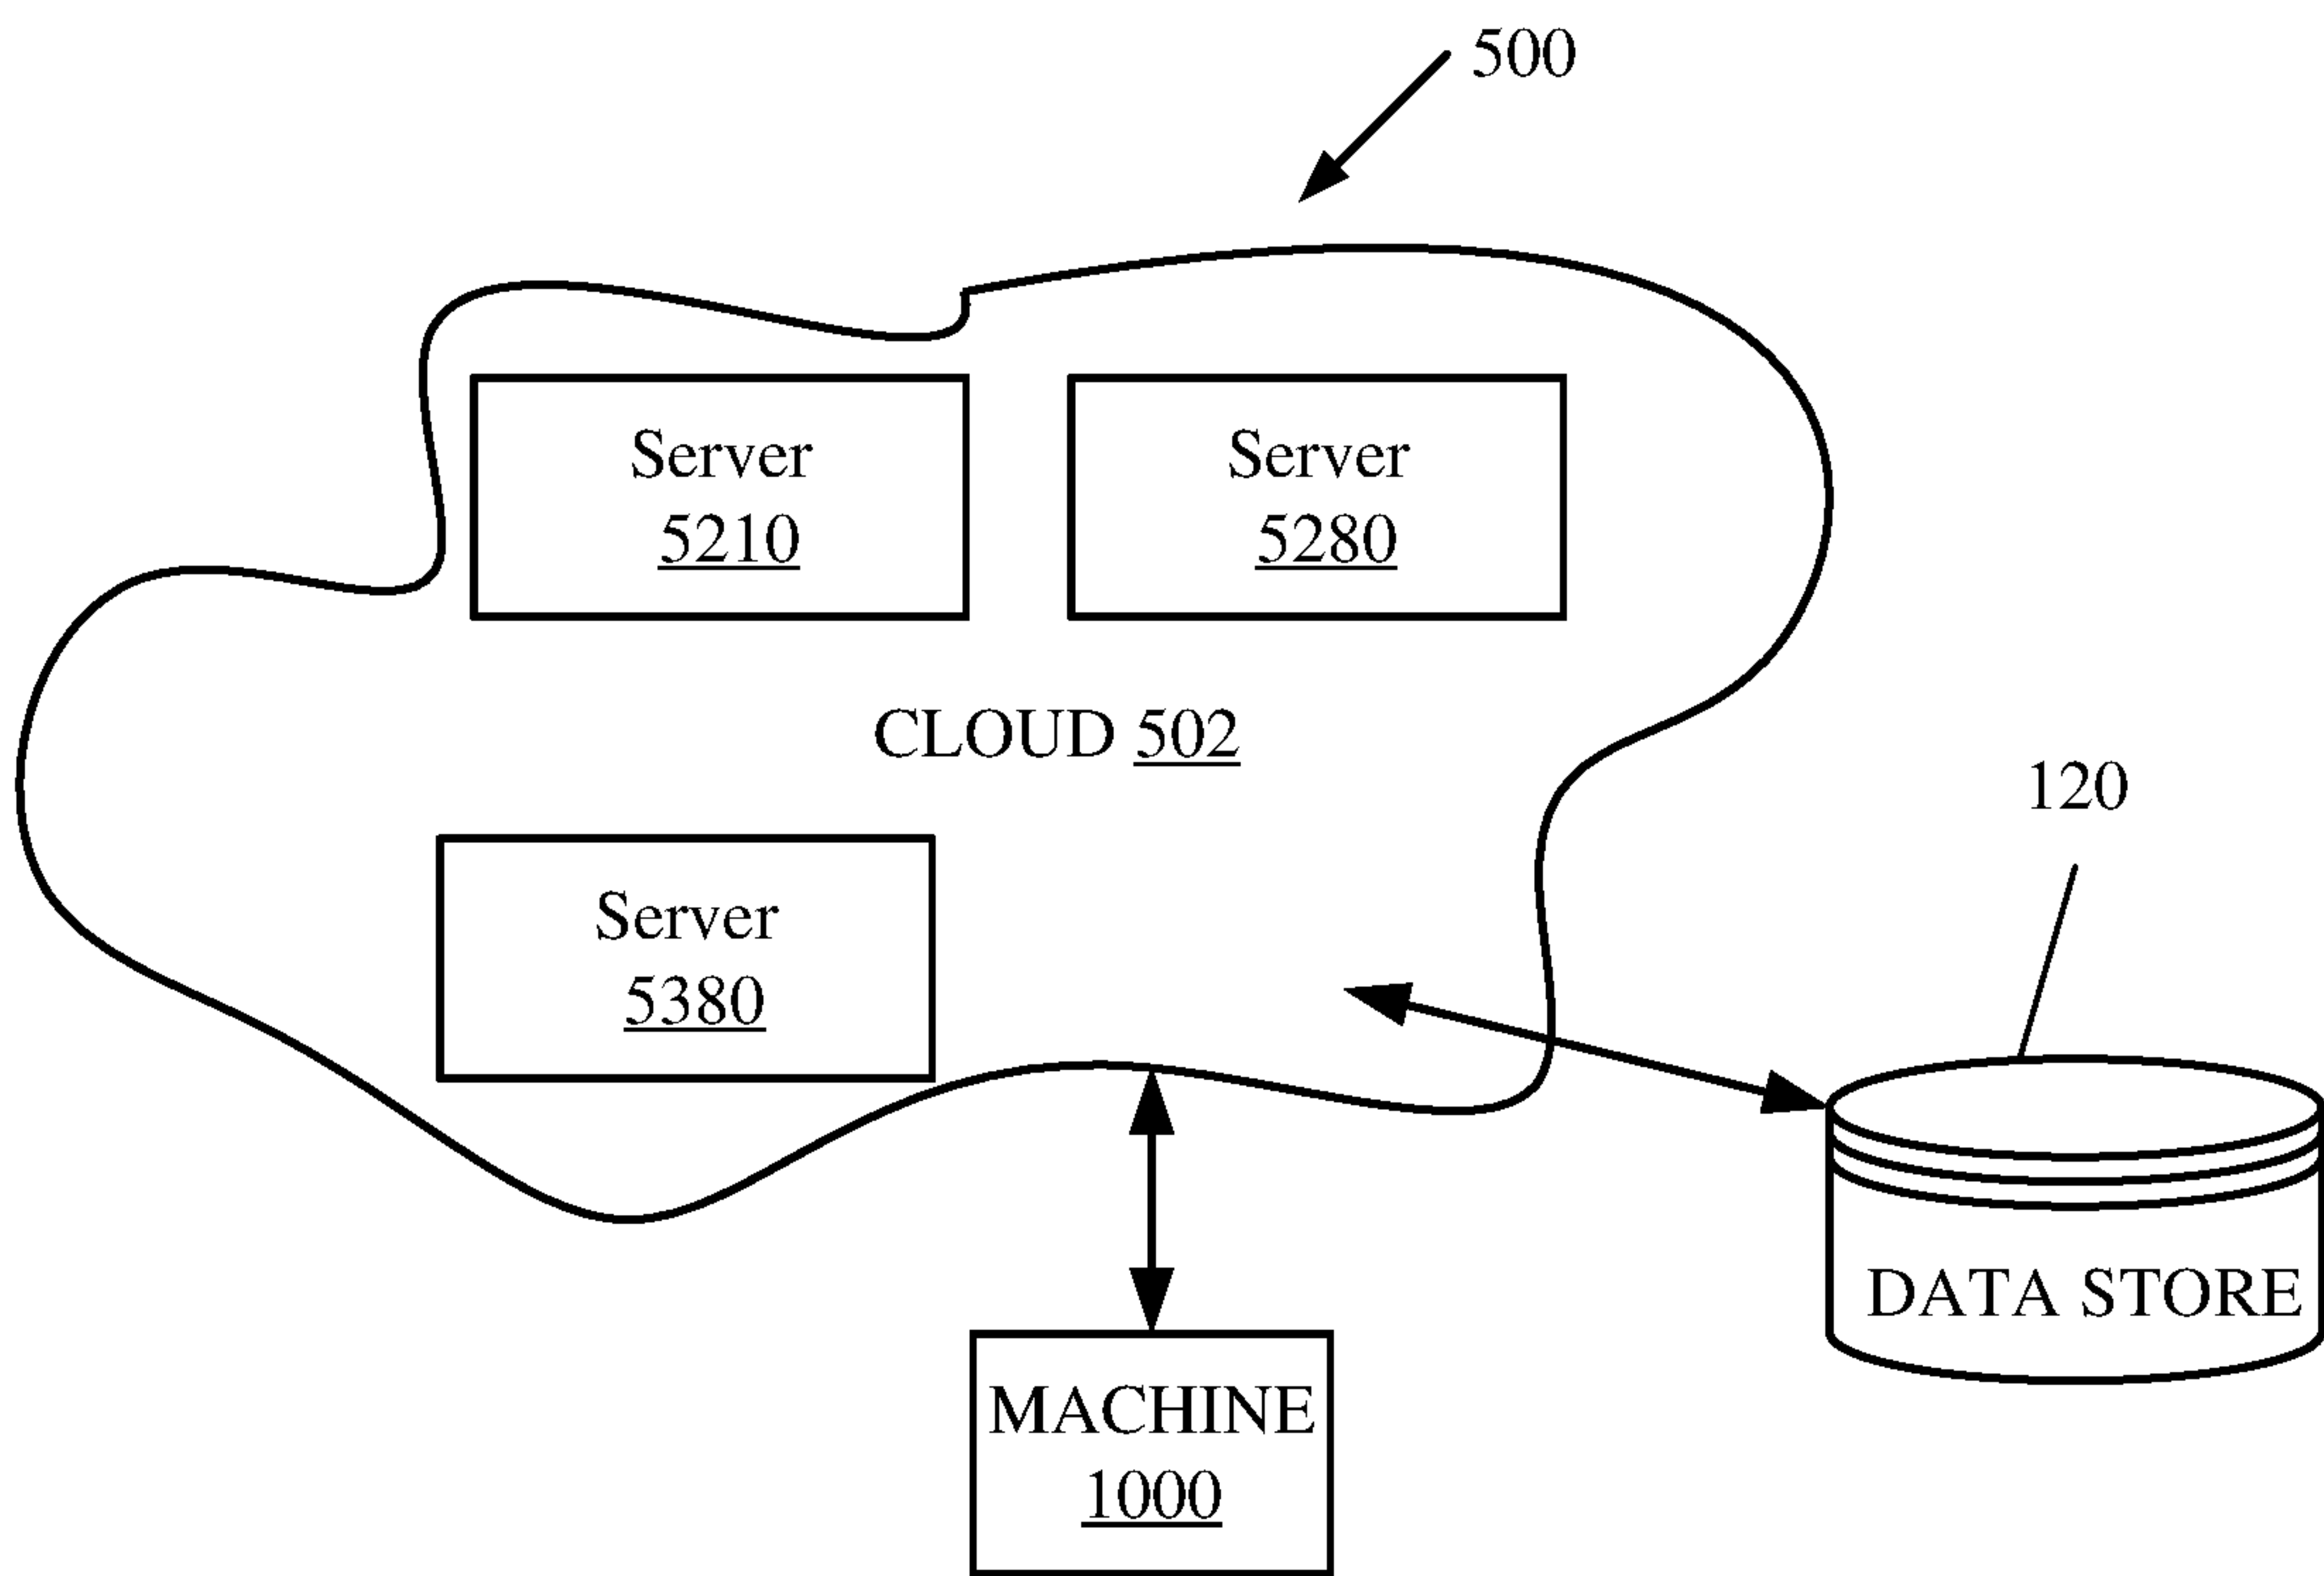 500
Server
5210
Server
5280
CLOUD 502
120
Server
5380
DATA STORE
MACHINE
1000